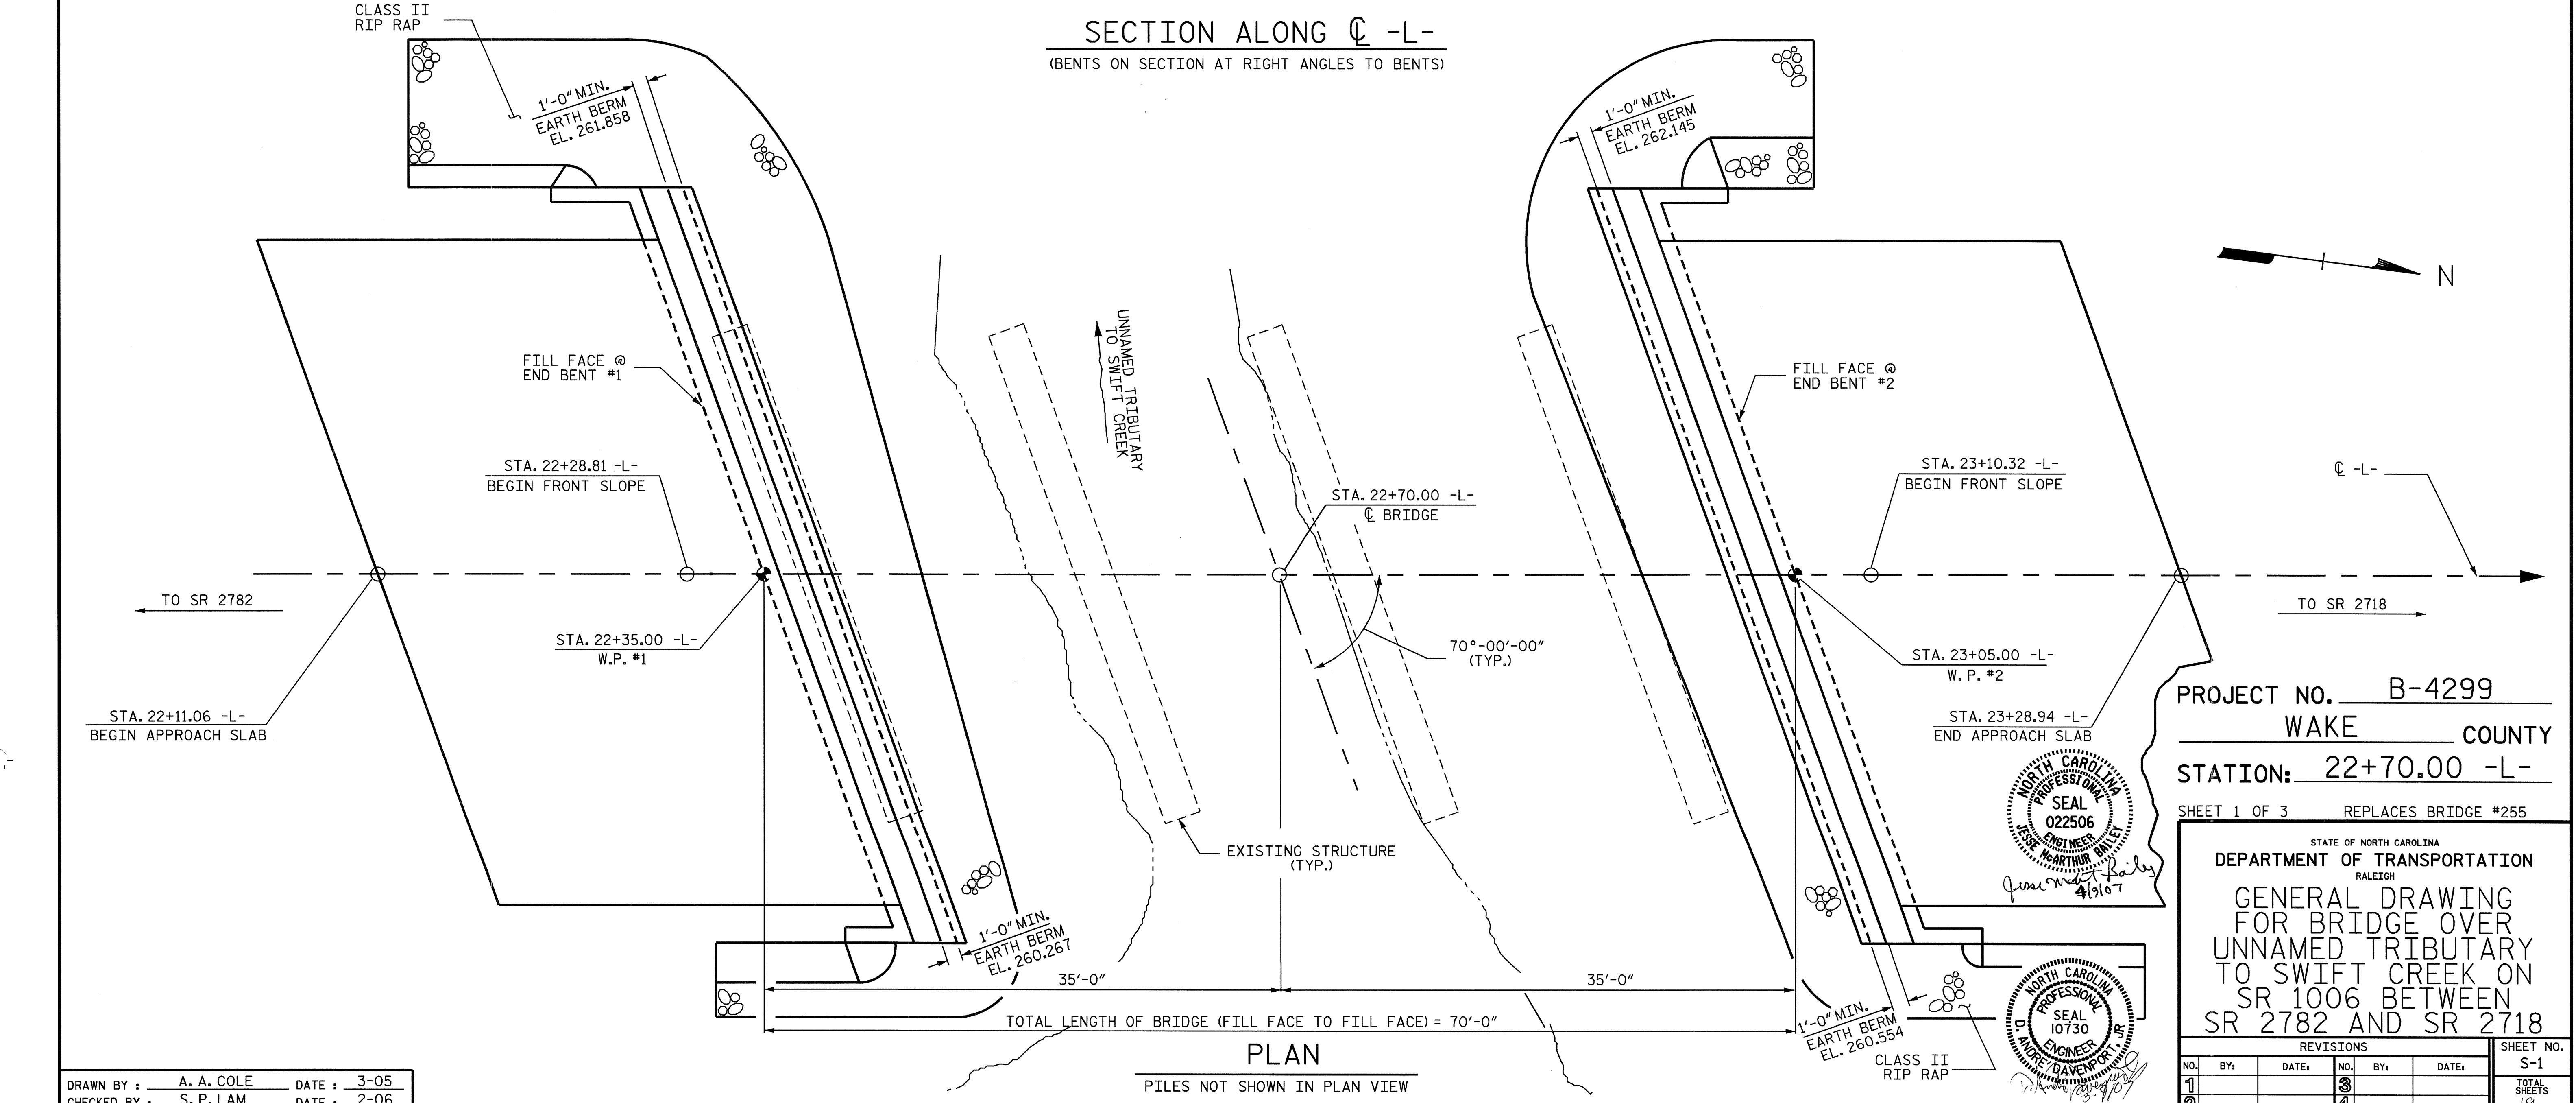 CLASS II
RIP RAP
SECTION ALONG ℄ -L-
(BENTS ON SECTION AT RIGHT ANGLES TO BENTS)
1'-0" MIN.
EARTH BERM
EL. 261.858
1'-0" MIN.
EARTH BERM
EL. 262.145
N
UNNAMED TRIBUTARY
TO SWIFT CREEK
FILL FACE @
END BENT #1
FILL FACE @
END BENT #2
STA. 22+28.81 -L-
BEGIN FRONT SLOPE
STA. 22+70.00 -L-
℄ BRIDGE
STA. 23+10.32 -L-
BEGIN FRONT SLOPE
℄ -L-
TO SR 2782
TO SR 2718
STA. 22+35.00 -L-
W.P. #1
70°-00'-00"
(TYP.)
STA. 23+05.00 -L-
W.P. #2
STA. 22+11.06 -L-
BEGIN APPROACH SLAB
STA. 23+28.94 -L-
END APPROACH SLAB
EXISTING STRUCTURE
(TYP.)
1'-0" MIN.
EARTH BERM
EL. 260.267
35'-0"
35'-0"
TOTAL LENGTH OF BRIDGE (FILL FACE TO FILL FACE) = 70'-0"
1'-0" MIN.
EARTH BERM
EL. 260.554
CLASS II
RIP RAP
PLAN
PILES NOT SHOWN IN PLAN VIEW
PROJECT NO. B-4299
WAKE COUNTY
STATION: 22+70.00 -L-
SHEET 1 OF 3 REPLACES BRIDGE #255
NORTH CAROLINA
PROFESSIONAL
SEAL
022506
ENGINEER
JESSE McARTHUR BAILEY
4/9/07
NORTH CAROLINA
PROFESSIONAL
SEAL
10730
ENGINEER
D. ANDRE' DAVENPORT, JR
STATE OF NORTH CAROLINA
DEPARTMENT OF TRANSPORTATION
RALEIGH
GENERAL DRAWING
FOR BRIDGE OVER
UNNAMED TRIBUTARY
TO SWIFT CREEK ON
SR 1006 BETWEEN
SR 2782 AND SR 2718
REVISIONS
SHEET NO.
NO. BY: DATE: NO. BY: DATE:
S-1
1 3
TOTAL
SHEETS
DRAWN BY : A. A. COLE DATE : 3-05
CHECKED BY : S. P. LAM DATE : 2-06